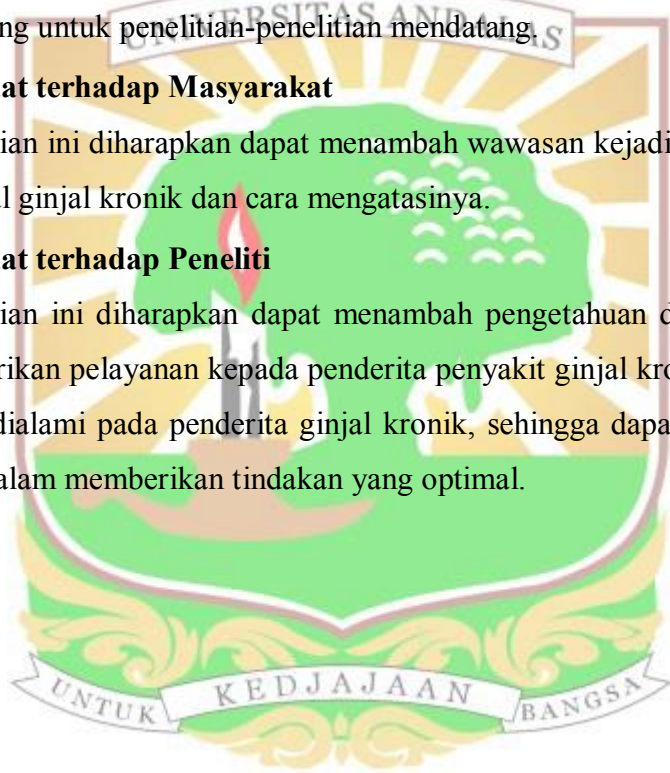 ng untuk penelitian-penelitian mendatang.
UNIVERSITAS ANDALAS
at terhadap Masyarakat
ian ini diharapkan dapat menambah wawasan kejadi
l ginjal kronik dan cara mengatasinya.
at terhadap Peneliti
ian ini diharapkan dapat menambah pengetahuan d
rikan pelayanan kepada penderita penyakit ginjal kro
dialami pada penderita ginjal kronik, sehingga dapa
alam memberikan tindakan yang optimal.
UNTUK KEDJAJAAN BANGSA